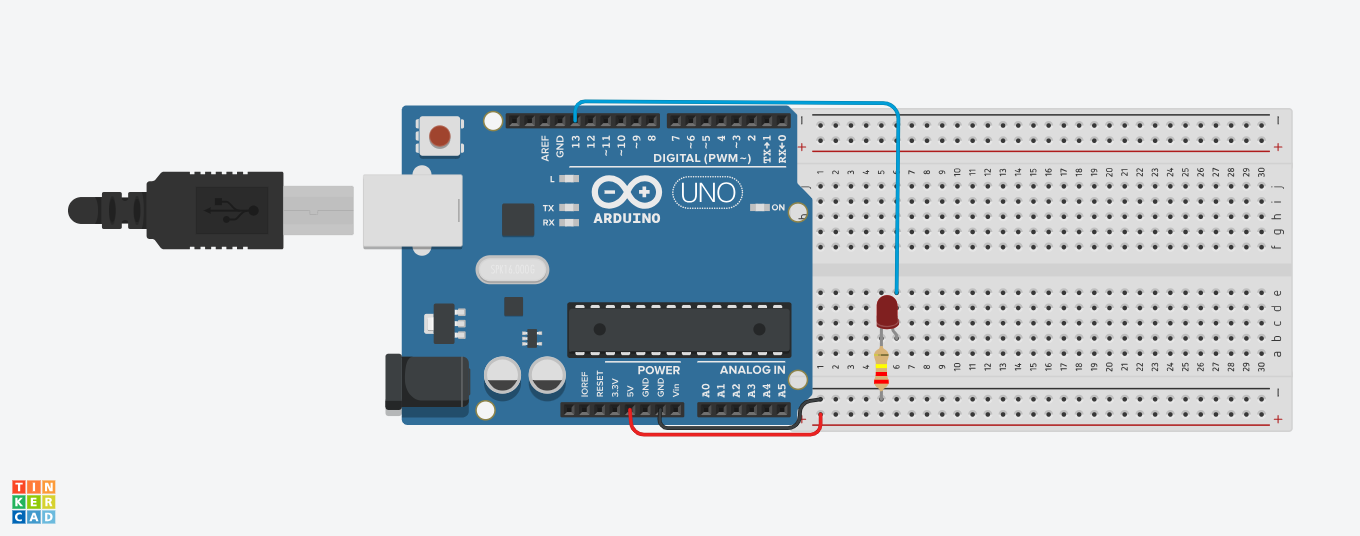 AREF
GND
13
12
~11
~10
~9
8
7
~6
~5
4
~3
2
TX→1
RX←0
DIGITAL (PWM~)
L
TX
RX
ARDUINO
UNO
ON
POWER
ANALOG IN
IOREF
RESET
3.3V
5V
GND
GND
Vin
A0
A1
A2
A3
A4
A5
1 2 3 4 5 6 7 8 9 10 11 12 13 14 15 16 17 18 19 20 21 22 23 24 25 26 27 28 29 30
j
i
h
h
g
f
e
d
c
b
a
1 2 3 4 5 6 7 8 9 10 11 12 13 14 15 16 17 18 19 20 21 22 23 24 25 26 27 28 29 30
TIN
KER
CAD